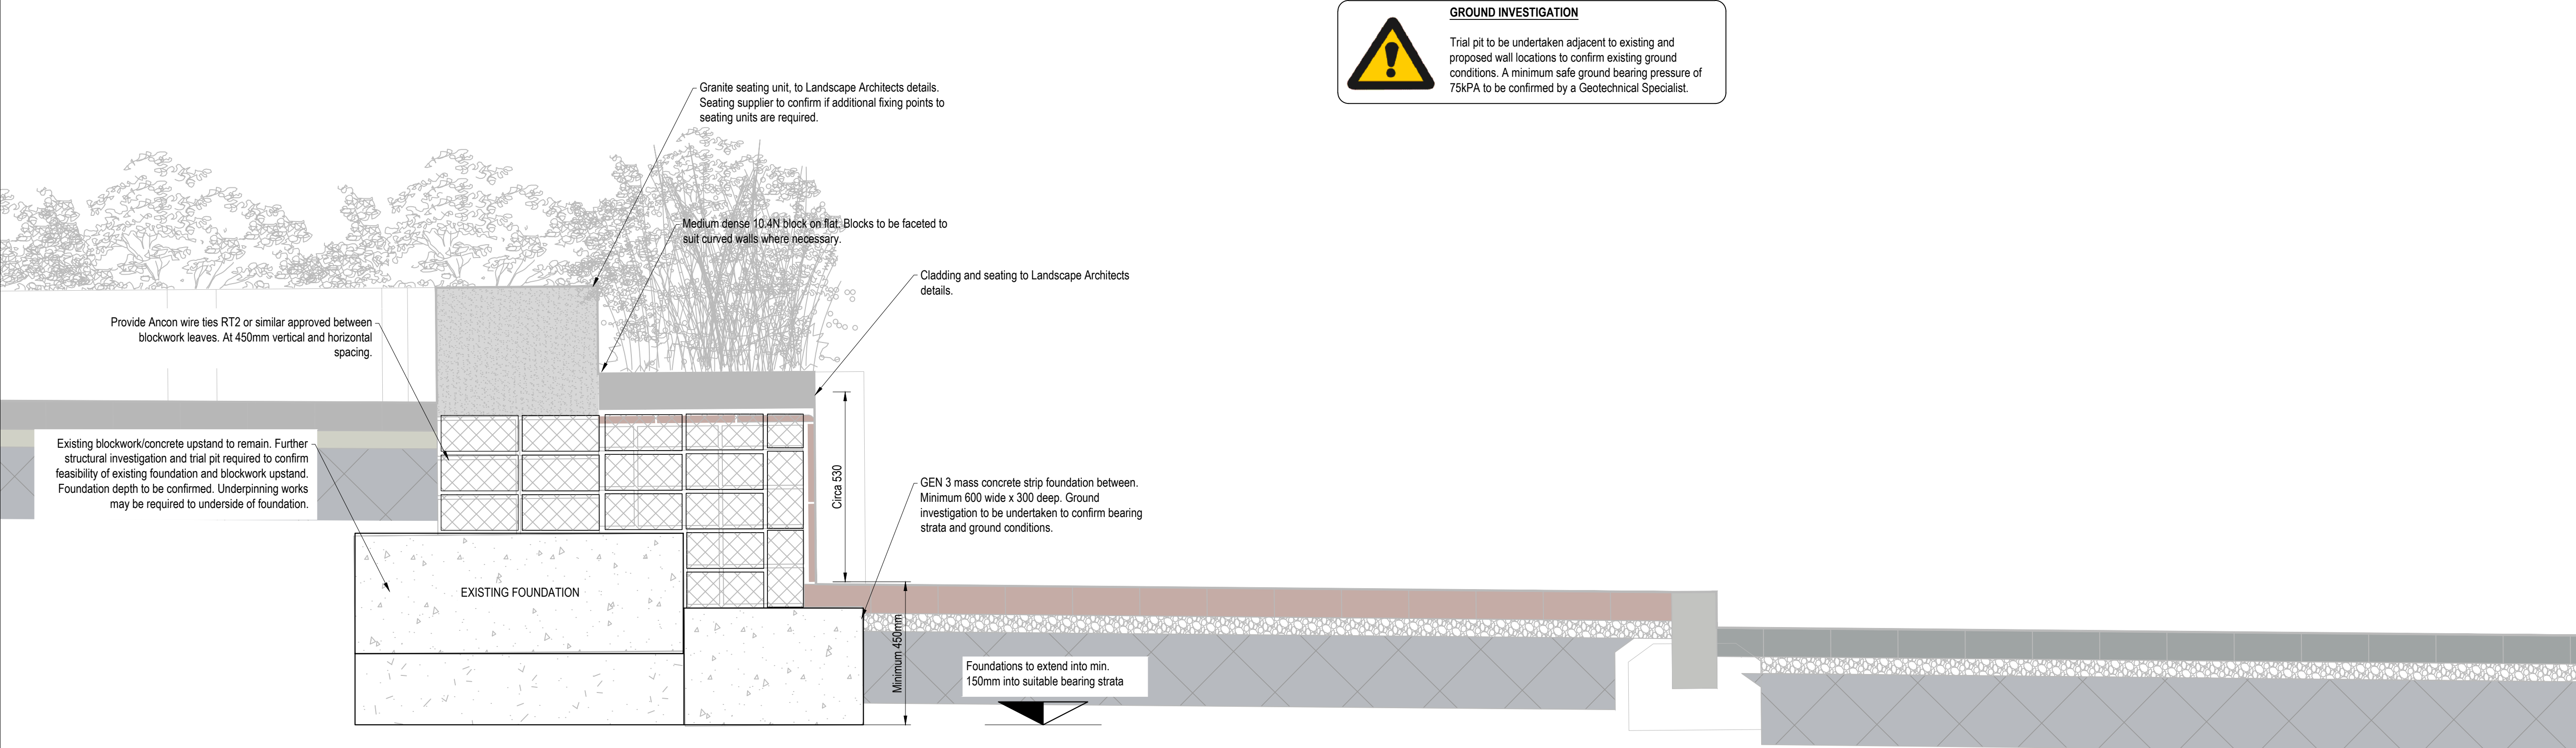 GROUND INVESTIGATION
Trial pit to be undertaken adjacent to existing and
proposed wall locations to confirm existing ground
conditions. A minimum safe ground bearing pressure of
75kPA to be confirmed by a Geotechnical Specialist.
Granite seating unit, to Landscape Architects details.
Seating supplier to confirm if additional fixing points to
seating units are required.
Medium dense 10.4N block on flat. Blocks to be faceted to
suit curved walls where necessary.
Cladding and seating to Landscape Architects
details.
Provide Ancon wire ties RT2 or similar approved between
blockwork leaves. At 450mm vertical and horizontal
spacing.
Existing blockwork/concrete upstand to remain. Further
structural investigation and trial pit required to confirm
feasibility of existing foundation and blockwork upstand.
Foundation depth to be confirmed. Underpinning works
may be required to underside of foundation.
Circa 530
GEN 3 mass concrete strip foundation between.
Minimum 600 wide x 300 deep. Ground
investigation to be undertaken to confirm bearing
strata and ground conditions.
EXISTING FOUNDATION
Minimum 450mm
Foundations to extend into min.
150mm into suitable bearing strata